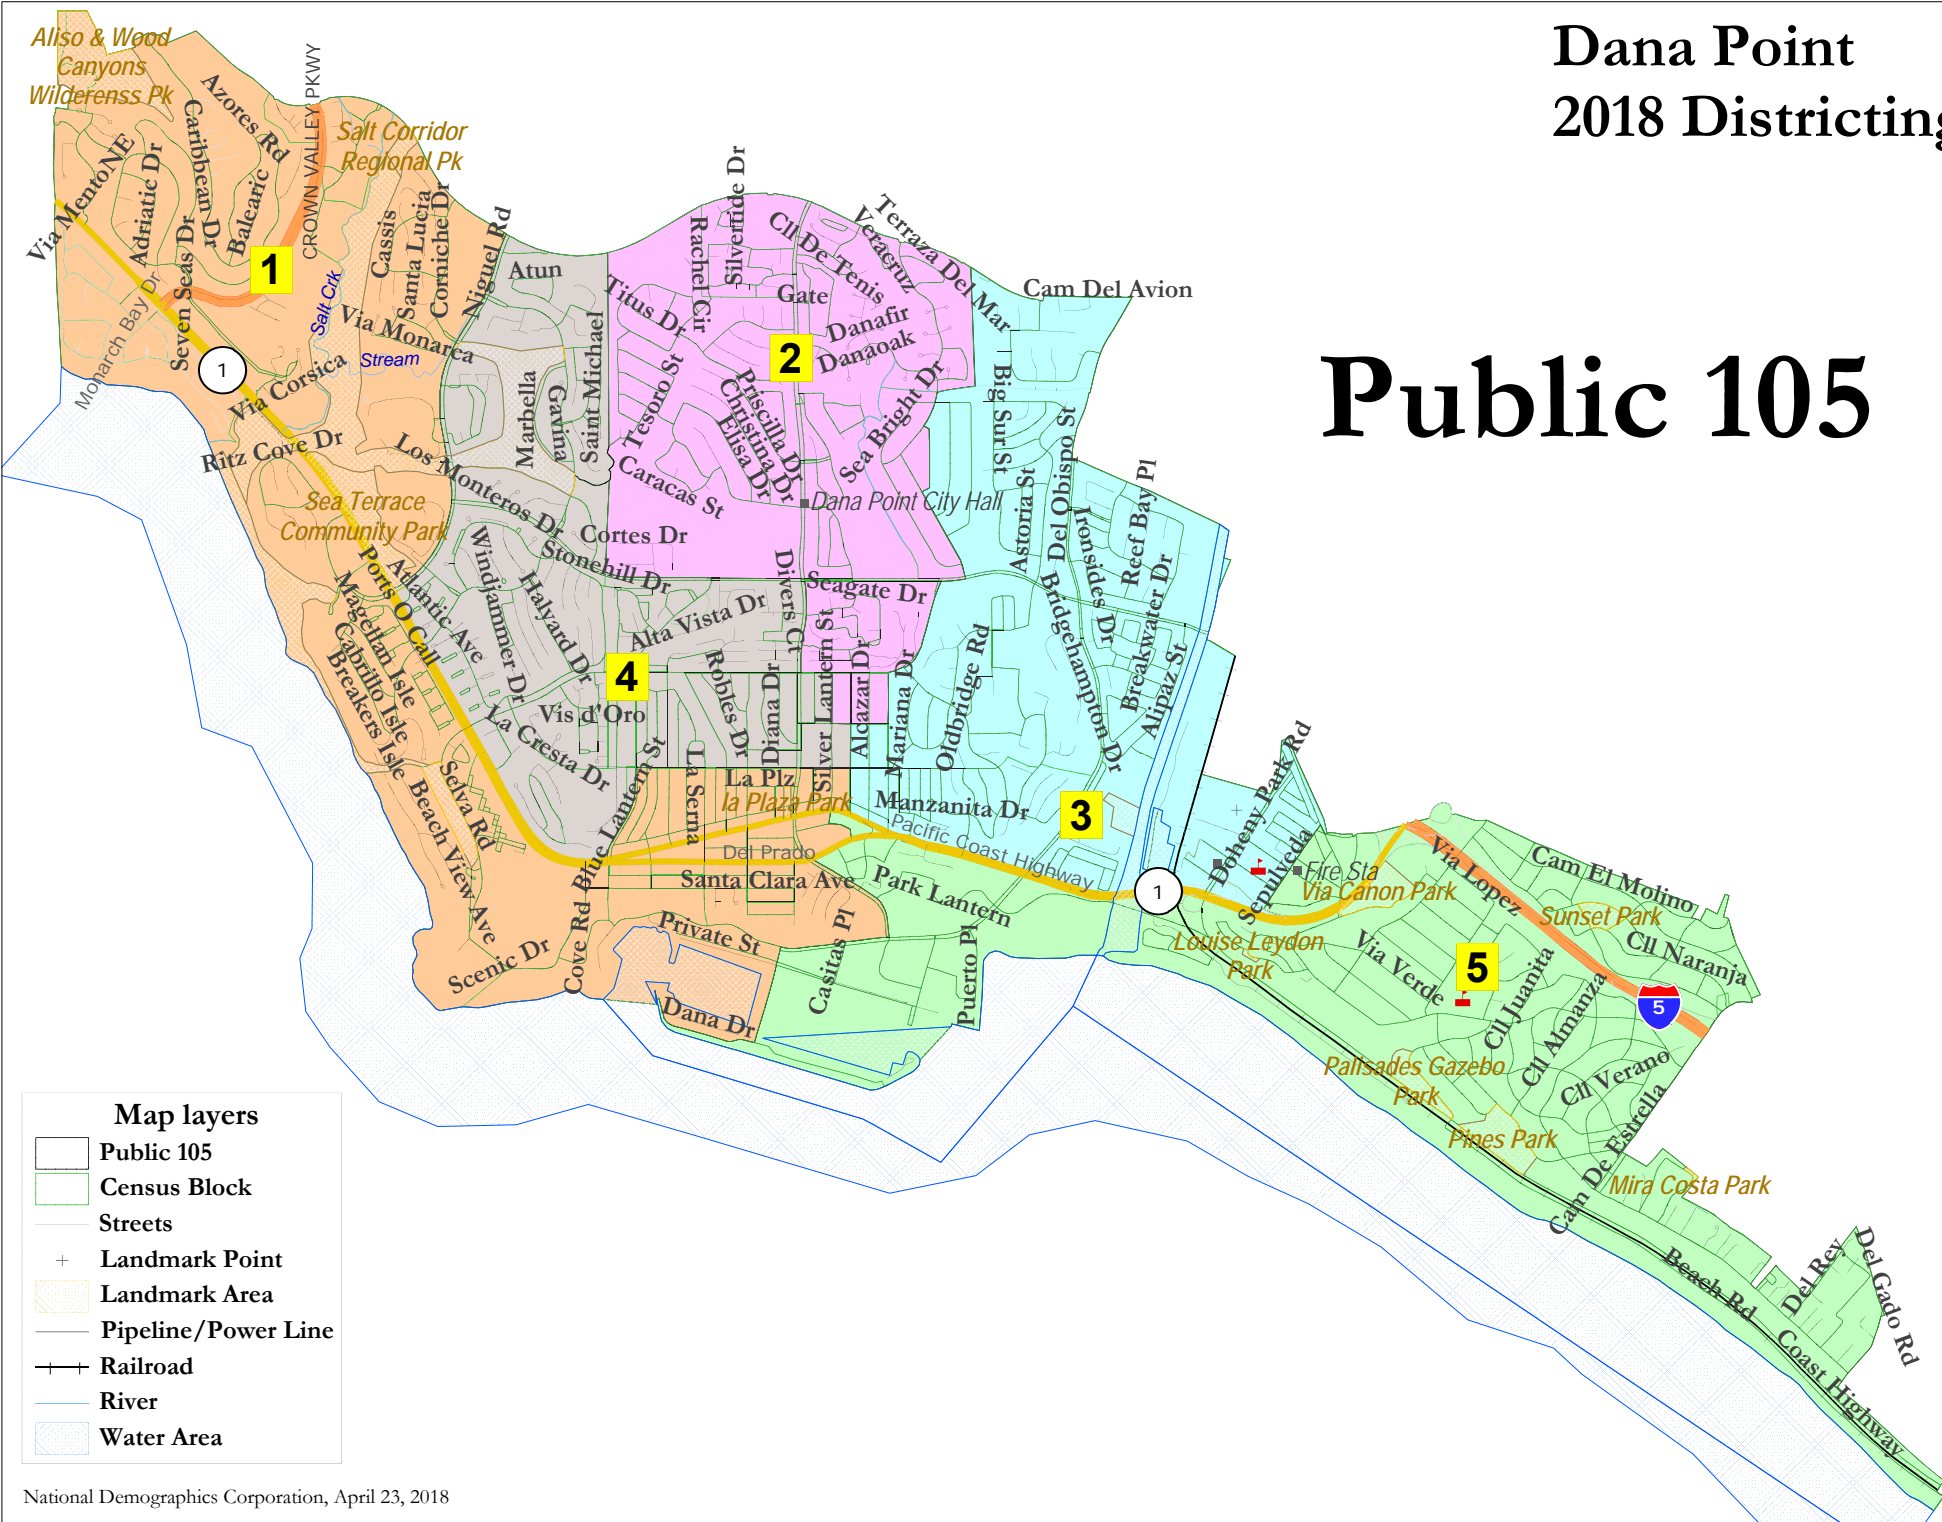 Dana Point
2018 Districting
Public 105
Aliso & Wood
Canyons
Wilderenss Pk
Azores Rd
CROWN VALLEY PKWY
Caribbean Dr
Salt Corridor
Regional Pk
Via MentoNE
Adriatic Dr
Balearic
Seven Seas Dr
Monarch Bay Dr
1
Cassis
Santa Lucia
Corniche Dr
Niguel Rd
Salt Crk
Via Monarca
Stream
1
Via Corsica
Ritz Cove Dr
Sea Terrace
Community Park
Atun
Marbella
Gavina
Saint Michael
Los Monteros Dr
Titus Dr
Rachel Cir
Silvertide Dr
Cll De Tenis
Veracruz
Terraza Del Mar
Gate
Danafir
Danaoak
2
Tesoro St
Priscilla Dr
Christina Dr
Elisa Dr
Sea Bright Dr
Caracas St
Dana Point City Hall
Cortes Dr
Stonehill Dr
Cam Del Avion
Big Sur St
Astoria St
Del Obispo St
Ironsides Dr
Reef Bay Pl
Breakwater Dr
Bridgehampton Dr
Alipaz St
Divers Ct
Seagate Dr
Alta Vista Dr
Windjammer Dr
Halyard Dr
Atlantic Ave
Ports O Call
Magellan Isle
Cabrillo Isle
Breakers Isle
4
Vis d'Oro
La Cresta Dr
Robles Dr
Diana Dr
Silver Lantern St
Alcazar Dr
Mariana Dr
Oldbridge Rd
Selva Rd
Beach View Ave
Blue Lantern St
La Serna
La Plz
la Plaza Park
Manzanita Dr
3
Pacific Coast Highway
Del Prado
Santa Clara Ave
Park Lantern
Doheny Park Rd
Sepulveda
Fire Sta
Via Canon Park
1
Louise Leydon
Park
Scenic Dr
Cove Rd
Private St
Dana Dr
Casitas Pl
Puerto Pl
Via Lopez
Cam El Molino
Sunset Park
Cll Naranja
Via Verde
5
Cll Juanita
Cll Almanza
5
Cll Verano
Palisades Gazebo
Park
Pines Park
Cam De Estrella
Mira Costa Park
Beach Rd
Del Rey
Del Gado Rd
Coast Highway
Map layers
Public 105
Census Block
Streets
Landmark Point
Landmark Area
Pipeline/Power Line
Railroad
River
Water Area
National Demographics Corporation, April 23, 2018